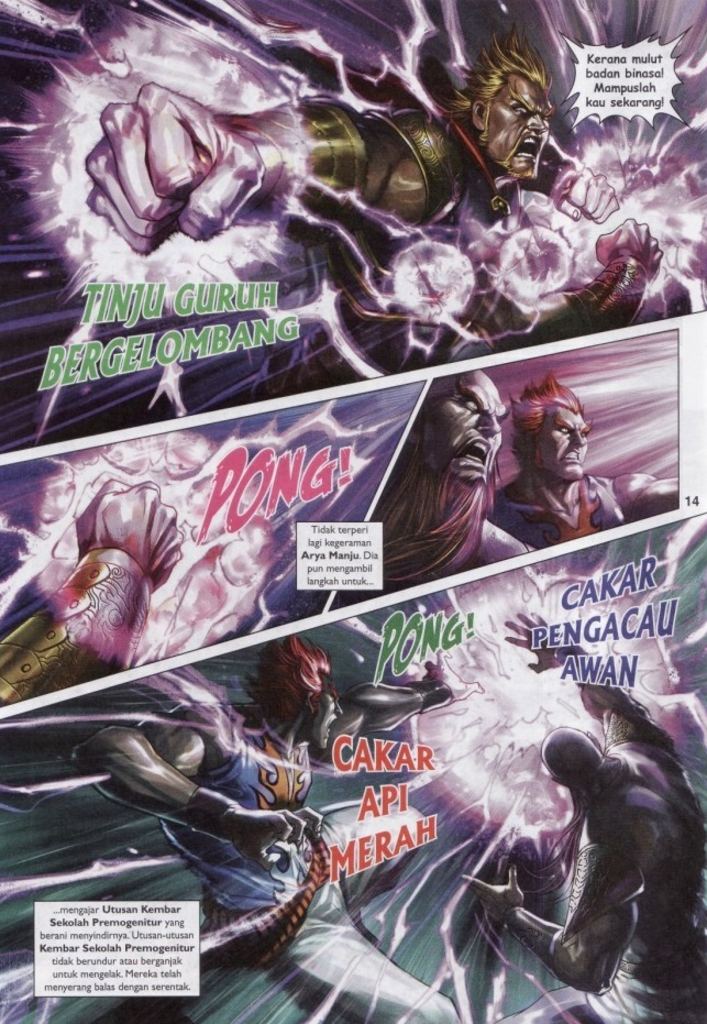 Kerana mulut
badan binasa!
Mampuslah
kau sekarang!
TINJU GURUH
BERGELOMBANG
PONG!
Tidak terperi
lagi kegeraman
Arya Manju. Dia
pun mengambil
langkah untuk...
14
PONG!
CAKAR
PENGACAU
AWAN
CAKAR
API
MERAH
...mengajar Utusan Kembar
Sekolah Premogenitur yang
berani menyindirnya. Utusan-utusan
Kembar Sekolah Premogenitur
tidak berundur atau berganjak
untuk mengelak. Mereka telah
menyerang balas dengan serentak.